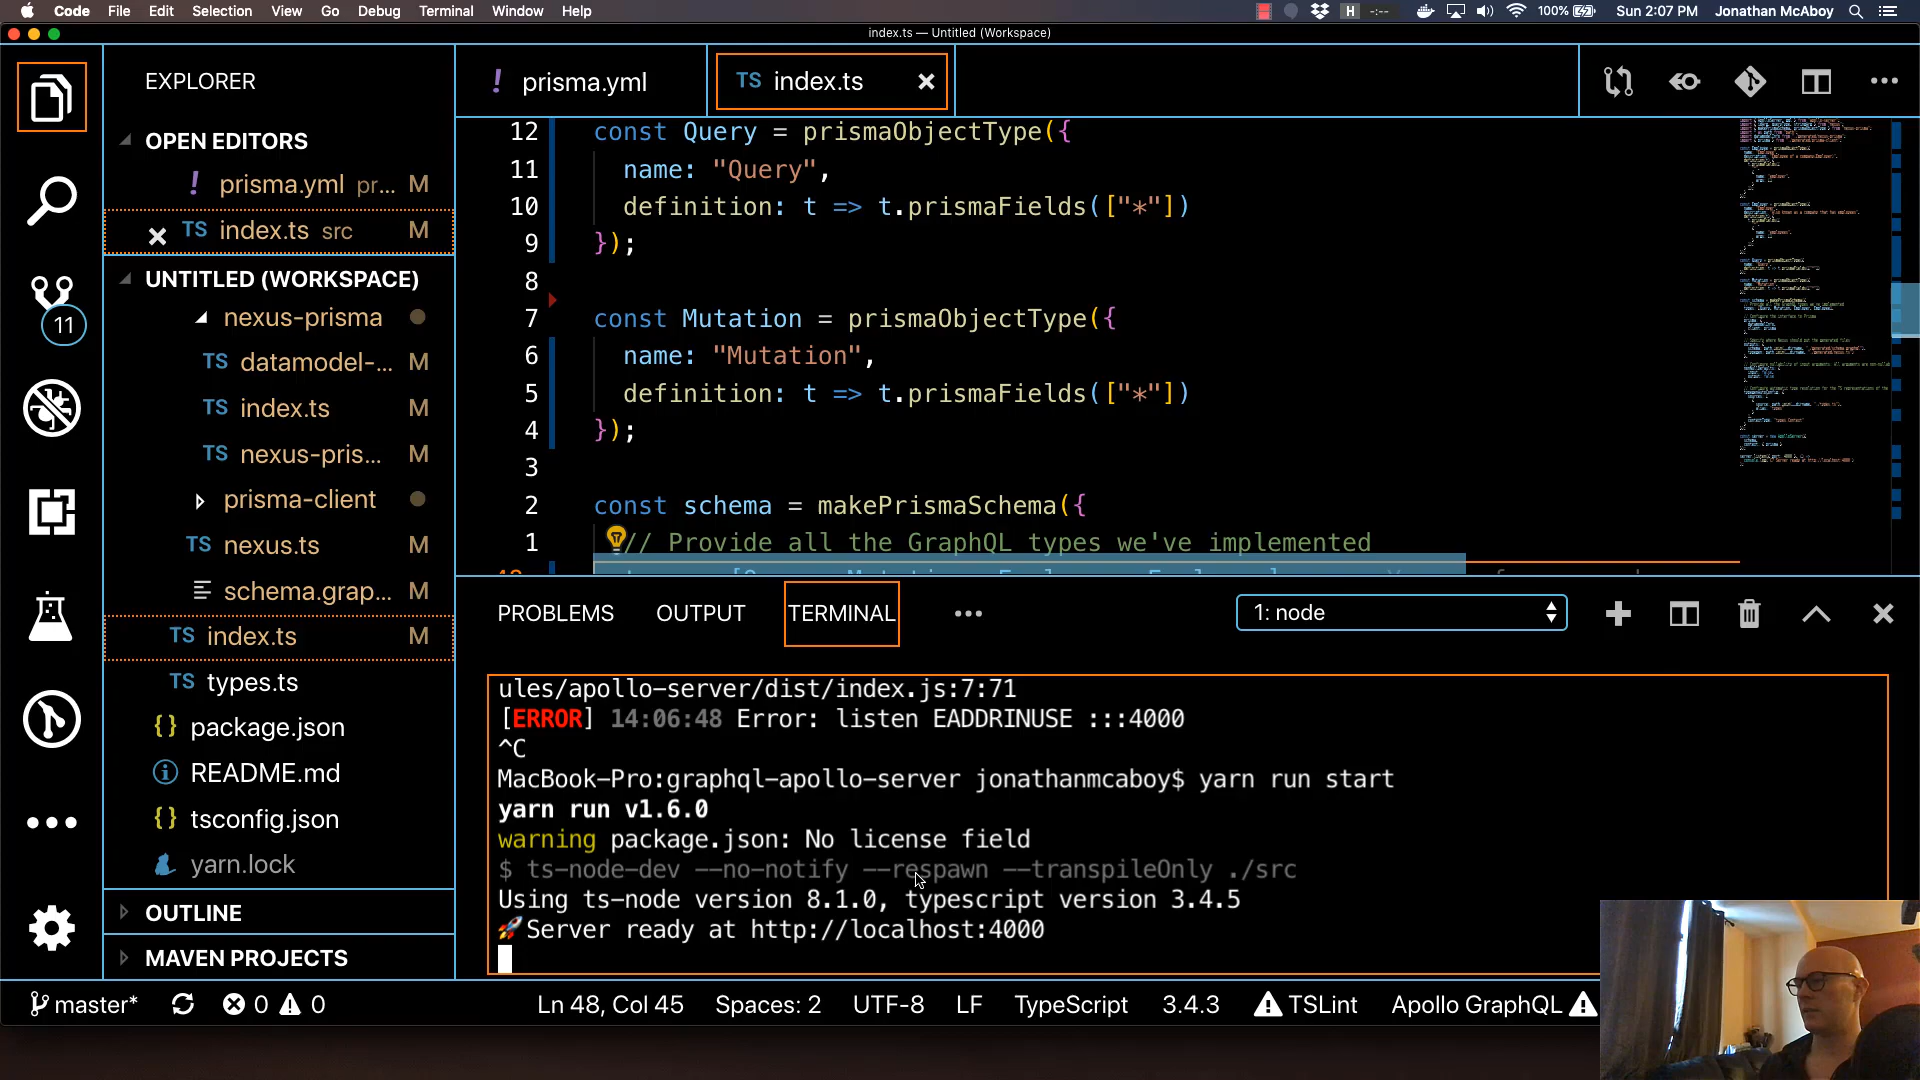 Code File Edit Selection View Go Debug Terminal Window Help
H --:-- 100% Sun 2:07 PM Jonathan McAboy
index.ts — Untitled (Workspace)
EXPLORER
OPEN EDITORS
! prisma.yml pr... M
TS index.ts src M
UNTITLED (WORKSPACE)
nexus-prisma
TS datamodel-... M
TS index.ts M
TS nexus-pris... M
prisma-client
TS nexus.ts M
schema.grap... M
TS index.ts M
TS types.ts
{} package.json
README.md
{} tsconfig.json
yarn.lock
OUTLINE
MAVEN PROJECTS
11
! prisma.yml
TS index.ts
12 const Query = prismaObjectType({
11 name: "Query",
10 definition: t => t.prismaFields(["*"])
9 });
8
7 const Mutation = prismaObjectType({
6 name: "Mutation",
5 definition: t => t.prismaFields(["*"])
4 });
3
2 const schema = makePrismaSchema({
1 // Provide all the GraphQL types we've implemented
PROBLEMS OUTPUT TERMINAL ••• 1: node
ules/apollo-server/dist/index.js:7:71
[ERROR] 14:06:48 Error: listen EADDRINUSE :::4000
^C
MacBook-Pro:graphql-apollo-server jonathanmcaboy$ yarn run start
yarn run v1.6.0
warning package.json: No license field
$ ts-node-dev --no-notify --respawn --transpileOnly ./src
Using ts-node version 8.1.0, typescript version 3.4.5
🚀Server ready at http://localhost:4000
master* 0 0 Ln 48, Col 45 Spaces: 2 UTF-8 LF TypeScript 3.4.3 TSLint Apollo GraphQL